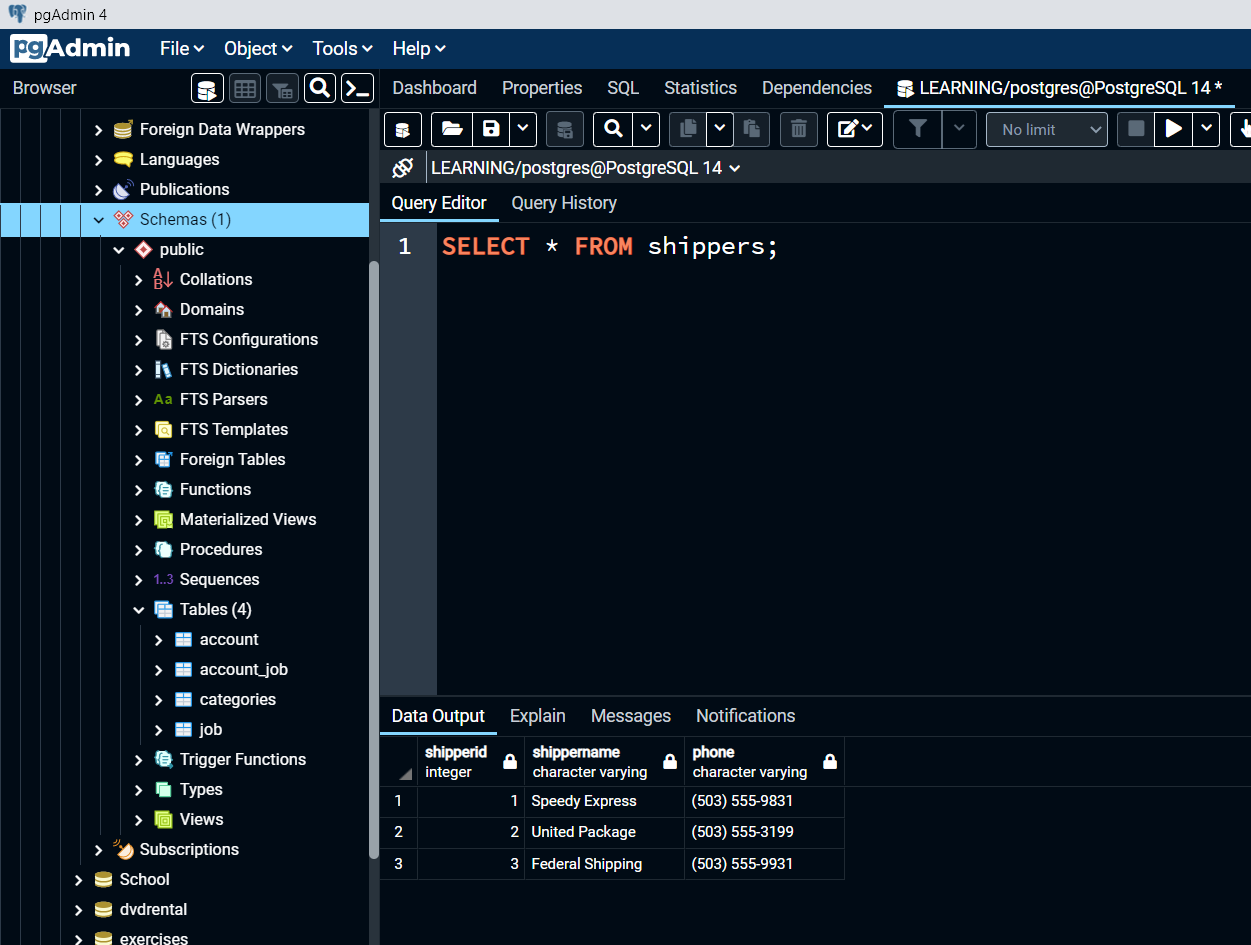 pgAdmin 4
pgAdmin File Object Tools Help
Browser
Dashboard Properties SQL Statistics Dependencies LEARNING/postgres@PostgreSQL 14 *
No limit
LEARNING/postgres@PostgreSQL 14
Query Editor Query History
1 SELECT * FROM shippers;
Foreign Data Wrappers
Languages
Publications
Schemas (1)
public
Collations
Domains
FTS Configurations
FTS Dictionaries
Aa FTS Parsers
FTS Templates
Foreign Tables
Functions
Materialized Views
Procedures
1..3 Sequences
Tables (4)
account
account_job
categories
job
Trigger Functions
Types
Views
Subscriptions
School
dvdrental
exercises
Data Output Explain Messages Notifications
shipperid shippername phone
integer character varying character varying
1 1 Speedy Express (503) 555-9831
2 2 United Package (503) 555-3199
3 3 Federal Shipping (503) 555-9931